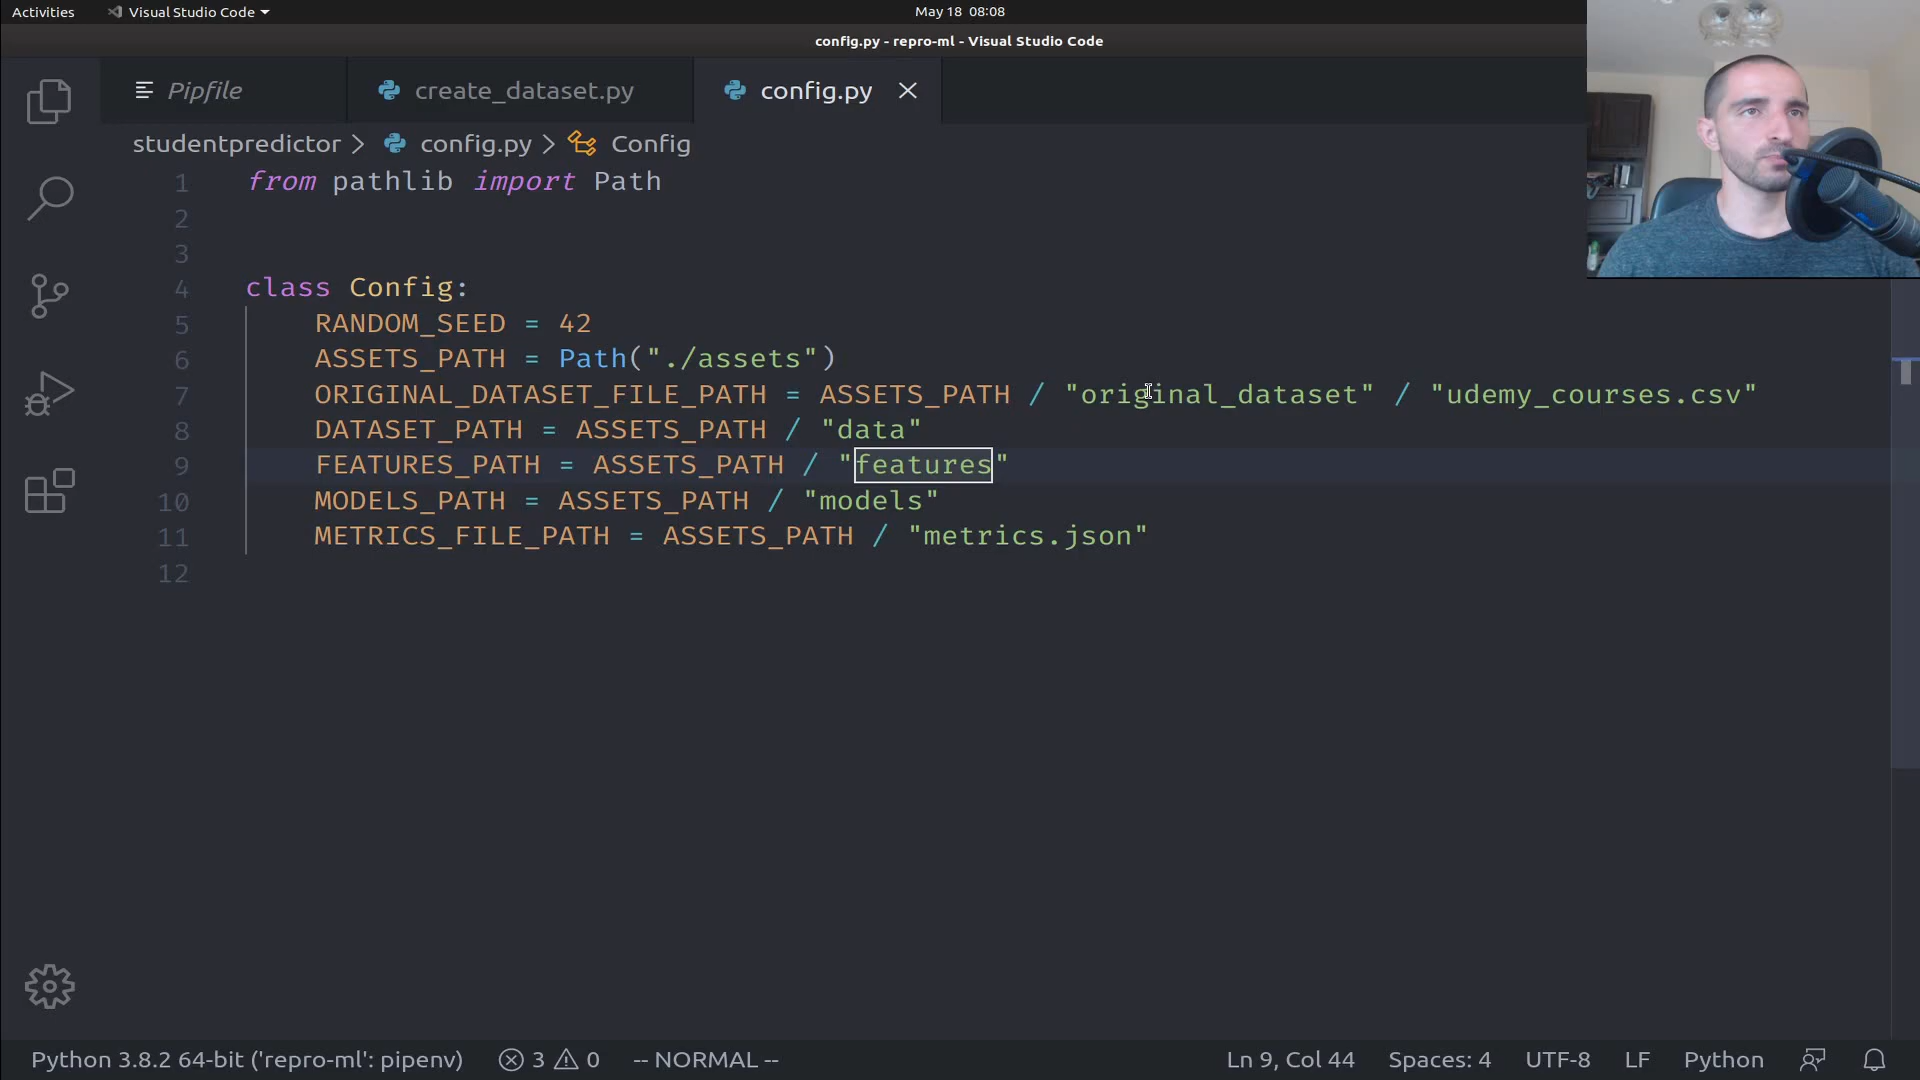 Activities
Visual Studio Code
May 18 08:08
config.py - repro-ml - Visual Studio Code
Pipfile
create_dataset.py
config.py
studentpredictor > config.py > Config
1 from pathlib import Path
2
3
4 class Config:
5 RANDOM_SEED = 42
6 ASSETS_PATH = Path("./assets")
7 ORIGINAL_DATASET_FILE_PATH = ASSETS_PATH / "original_dataset" / "udemy_courses.csv"
8 DATASET_PATH = ASSETS_PATH / "data"
9 FEATURES_PATH = ASSETS_PATH / "features"
10 MODELS_PATH = ASSETS_PATH / "models"
11 METRICS_FILE_PATH = ASSETS_PATH / "metrics.json"
12
Python 3.8.2 64-bit ('repro-ml': pipenv) 3 0 -- NORMAL -- Ln 9, Col 44 Spaces: 4 UTF-8 LF Python